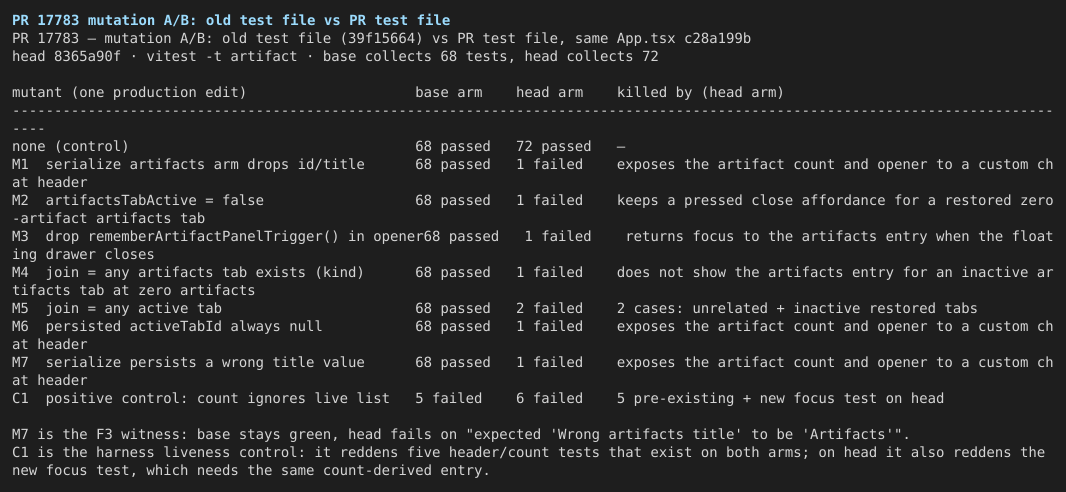 PR 17783 mutation A/B: old test file vs PR test file
PR 17783 — mutation A/B: old test file (39f15664) vs PR test file, same App.tsx c28a199b
head 8365a90f · vitest -t artifact · base collects 68 tests, head collects 72
mutant (one production edit) base arm head arm killed by (head arm)
---------------------------------------------------------------------------------------------------------------------------
----
none (control) 68 passed 72 passed —
M1 serialize artifacts arm drops id/title 68 passed 1 failed exposes the artifact count and opener to a custom ch
at header
M2 artifactsTabActive = false 68 passed 1 failed keeps a pressed close affordance for a restored zero
-artifact artifacts tab
M3 drop rememberArtifactPanelTrigger() in opener68 passed 1 failed returns focus to the artifacts entry when the float
ing drawer closes
M4 join = any artifacts tab exists (kind) 68 passed 1 failed does not show the artifacts entry for an inactive ar
tifacts tab at zero artifacts
M5 join = any active tab 68 passed 2 failed 2 cases: unrelated + inactive restored tabs
M6 persisted activeTabId always null 68 passed 1 failed exposes the artifact count and opener to a custom ch
at header
M7 serialize persists a wrong title value 68 passed 1 failed exposes the artifact count and opener to a custom ch
at header
C1 positive control: count ignores live list 5 failed 6 failed 5 pre-existing + new focus test on head
M7 is the F3 witness: base stays green, head fails on "expected 'Wrong artifacts title' to be 'Artifacts'".
C1 is the harness liveness control: it reddens five header/count tests that exist on both arms; on head it also reddens the
new focus test, which needs the same count-derived entry.